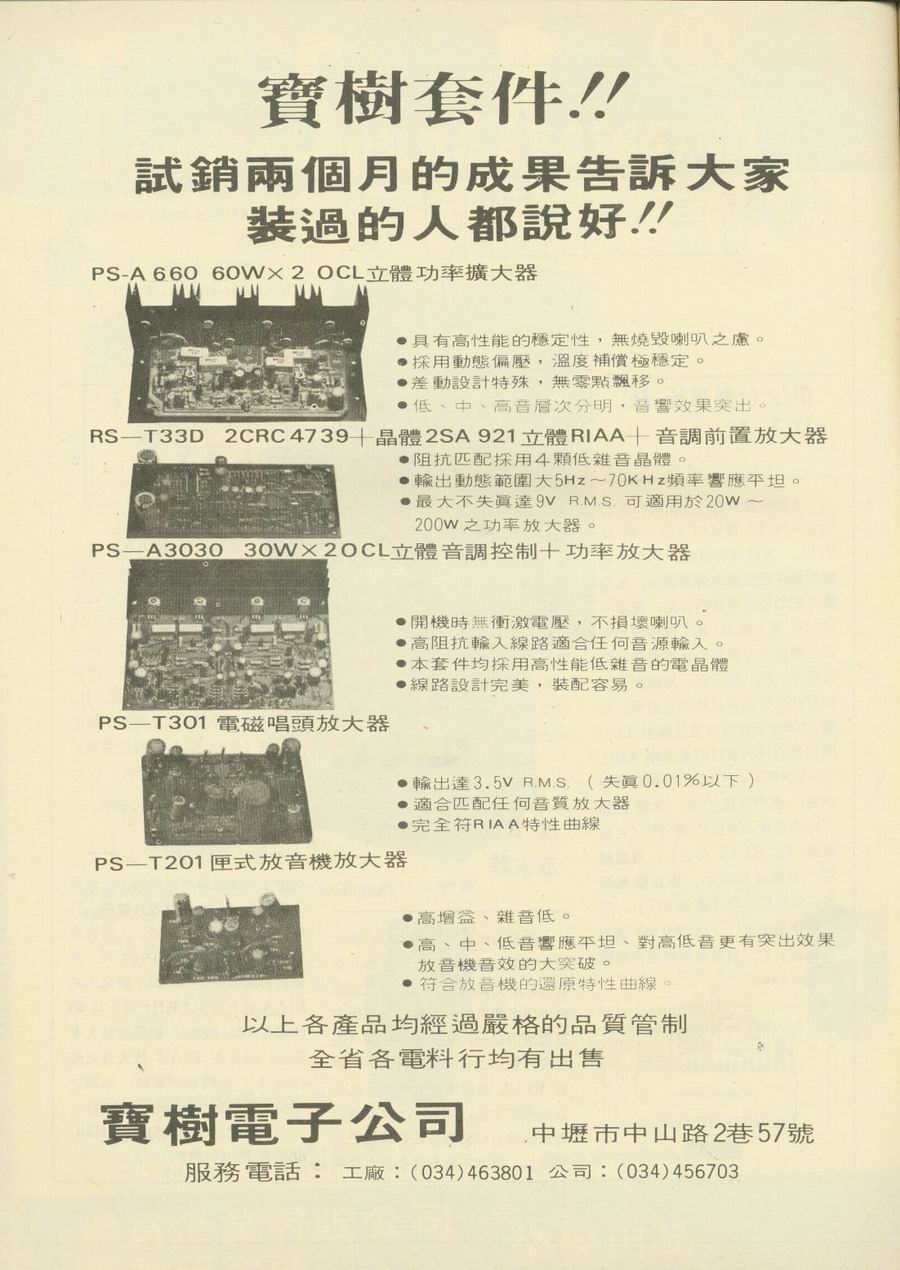 寶樹套件!!
試銷兩個月的成果告訴大家
裝過的人都說好!!
PS-A 660 60W×2 OCL立體功率擴大器
●具有高性能的穩定性，無燒毀喇叭之慮。
●採用動態偏壓，溫度補償極穩定。
●差動設計特殊，無零點飄移。
●低、中、高音層次分明，音響效果突出。
RS—T33D 2CRC4739＋晶體2SA 921立體RIAA＋音調前置放大器
●阻抗匹配採用4顆低雜音晶體。
●輸出動態範圍大5Hz～70KHz頻率響應平坦。
●最大不失眞達9V R.M.S. 可適用於20W～
200W之功率放大器。
PS—A3030 30W×2OCL立體音調控制＋功率放大器
●開機時無衝激電壓，不損壞喇叭。
●高阻抗輸入線路適合任何音源輸入。
●本套件均採用高性能低雜音的電晶體
●線路設計完美，裝配容易。
PS—T301 電磁唱頭放大器
●輸出達3.5V R.M.S. (失眞0.01%以下)
●適合匹配任何音質放大器
●完全符RIAA特性曲線
PS—T201匣式放音機放大器
●高增益、雜音低。
●高、中、低音響應平坦、對高低音更有突出效果
放音機音效的大突破。
●符合放音機的還原特性曲線。
以上各產品均經過嚴格的品質管制
全省各電料行均有出售
寶樹電子公司 中壢市中山路2巷57號
服務電話：工廠：(034)463801 公司：(034)456703